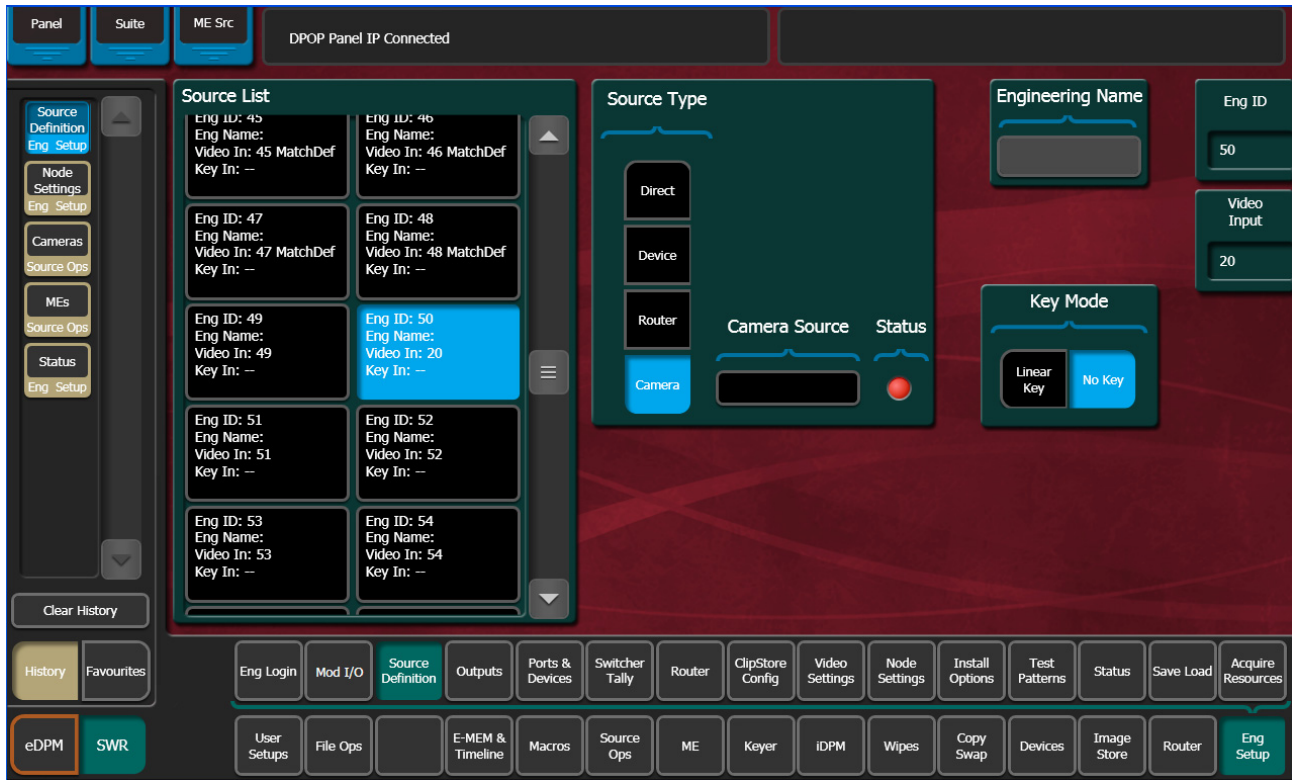 Panel
Suite
ME Src
DPOP Panel IP Connected
Source
Definition
Eng Setup
Node
Settings
Eng Setup
Cameras
Source Ops
MEs
Source Ops
Status
Eng Setup
Clear History
History
Favourites
eDPM
SWR
Source List
Eng ID: 45
Eng Name:
Video In: 45 MatchDef
Key In: --
Eng ID: 46
Eng Name:
Video In: 46 MatchDef
Key In: --
Eng ID: 47
Eng Name:
Video In: 47 MatchDef
Key In: --
Eng ID: 48
Eng Name:
Video In: 48 MatchDef
Key In: --
Eng ID: 49
Eng Name:
Video In: 49
Key In: --
Eng ID: 50
Eng Name:
Video In: 20
Key In: --
Eng ID: 51
Eng Name:
Video In: 51
Key In: --
Eng ID: 52
Eng Name:
Video In: 52
Key In: --
Eng ID: 53
Eng Name:
Video In: 53
Key In: --
Eng ID: 54
Eng Name:
Video In: 54
Key In: --
Source Type
Direct
Device
Router
Camera
Camera Source
Status
Engineering Name
Eng ID
50
Video
Input
20
Key Mode
Linear
Key
No Key
Eng Login
Mod I/O
Source
Definition
Outputs
Ports &
Devices
Switcher
Tally
Router
ClipStore
Config
Video
Settings
Node
Settings
Install
Options
Test
Patterns
Status
Save Load
Acquire
Resources
User
Setups
File Ops
E-MEM &
Timeline
Macros
Source
Ops
ME
Keyer
iDPM
Wipes
Copy
Swap
Devices
Image
Store
Router
Eng
Setup